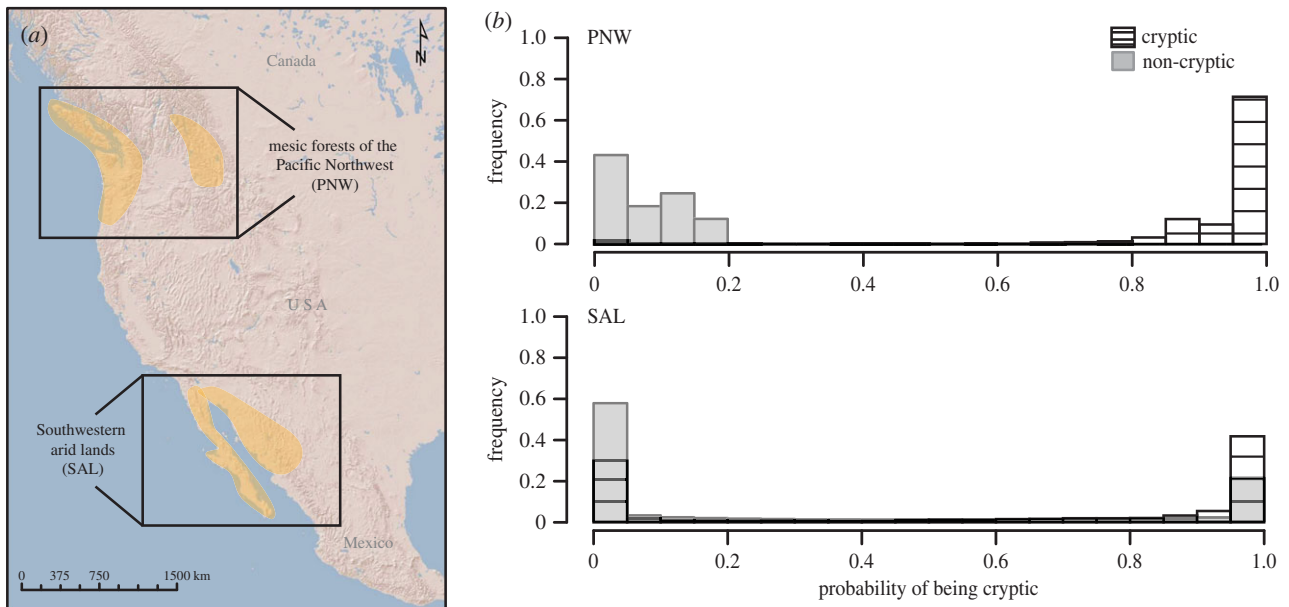 (a)
N
Canada
mesic forests of the
Pacific Northwest
(PNW)
U S A
Southwestern
arid lands
(SAL)
Mexico
0 375 750 1500 km
(b)
PNW
cryptic
non-cryptic
frequency
1.0
0.8
0.6
0.4
0.2
0
0 0.2 0.4 0.6 0.8 1.0
SAL
frequency
1.0
0.8
0.6
0.4
0.2
0
0 0.2 0.4 0.6 0.8 1.0
probability of being cryptic